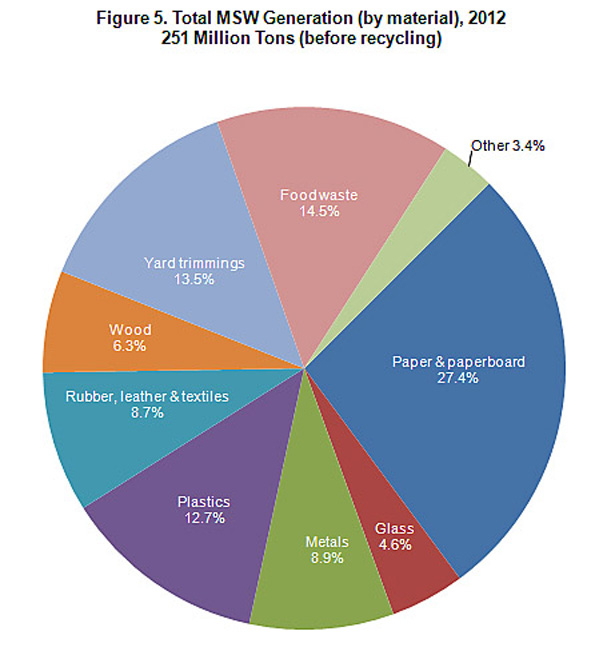 Figure 5. Total MSW Generation (by material), 2012
251 Million Tons (before recycling)
Other 3.4%
Food waste
14.5%
Yard trimmings
13.5%
Wood
6.3%
Paper & paperboard
27.4%
Rubber, leather & textiles
8.7%
Plastics
12.7%
Glass
4.6%
Metals
8.9%